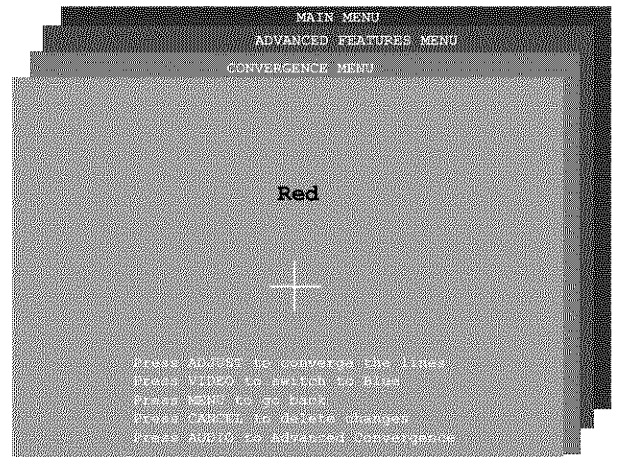 MAIN MENU
ADVANCED FEATURES MENU
CONVERGENCE MENU
Red
Press ADJUST to converge the lines
Press VIDEO to switch to Blue
Press MENU to go back
Press CANCEL to delete changes
Press AUDIO to Advanced Convergence